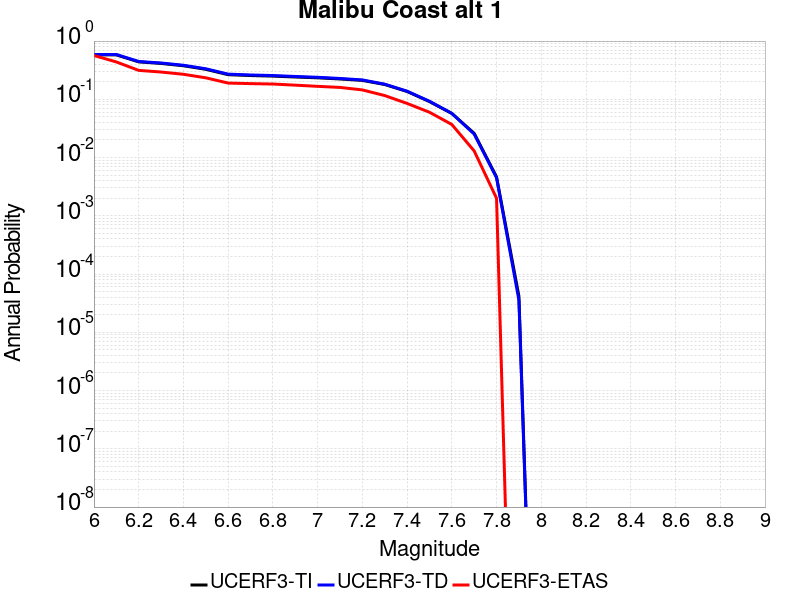 Malibu Coast alt 1
10^0
10^-1
10^-2
10^-3
10^-4
10^-5
10^-6
10^-7
10^-8
Annual Probability
6 6.2 6.4 6.6 6.8 7 7.2 7.4 7.6 7.8 8 8.2 8.4 8.6 8.8 9
Magnitude
UCERF3-TI UCERF3-TD UCERF3-ETAS